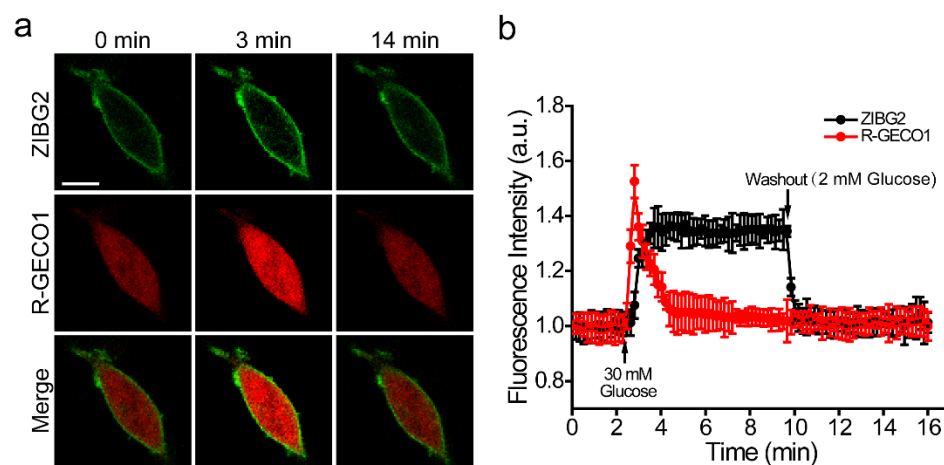 a
0 min 3 min 14 min
ZIBG2
R-GECO1
Merge
b
Fluorescence Intensity (a.u.)
1.8
1.6
1.4
1.2
1.0
0.8
ZIBG2
R-GECO1
Washout (2 mM Glucose)
30 mM
Glucose
0 2 4 6 8 10 12 14 16
Time (min)